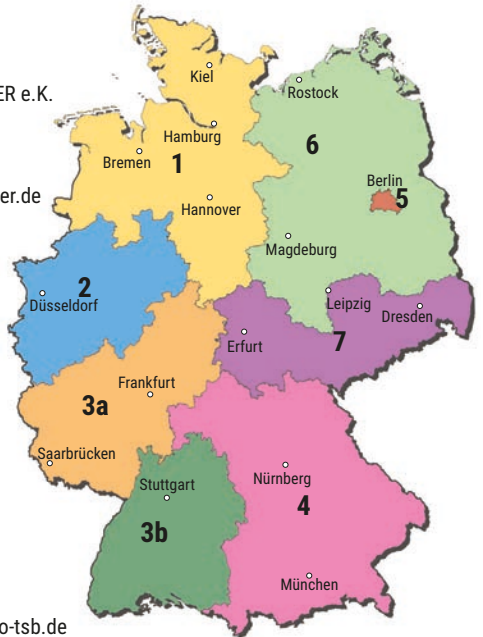 Kiel
ER e.K.
Rostock
Hamburg
6
Bremen
1
Berlin
er.de
5
Hannover
Magdeburg
2
Düsseldorf
Leipzig
Dresden
Erfurt
7
Frankfurt
3a
Saarbrücken
Nürnberg
Stuttgart
4
3b
München
o-tsb.de